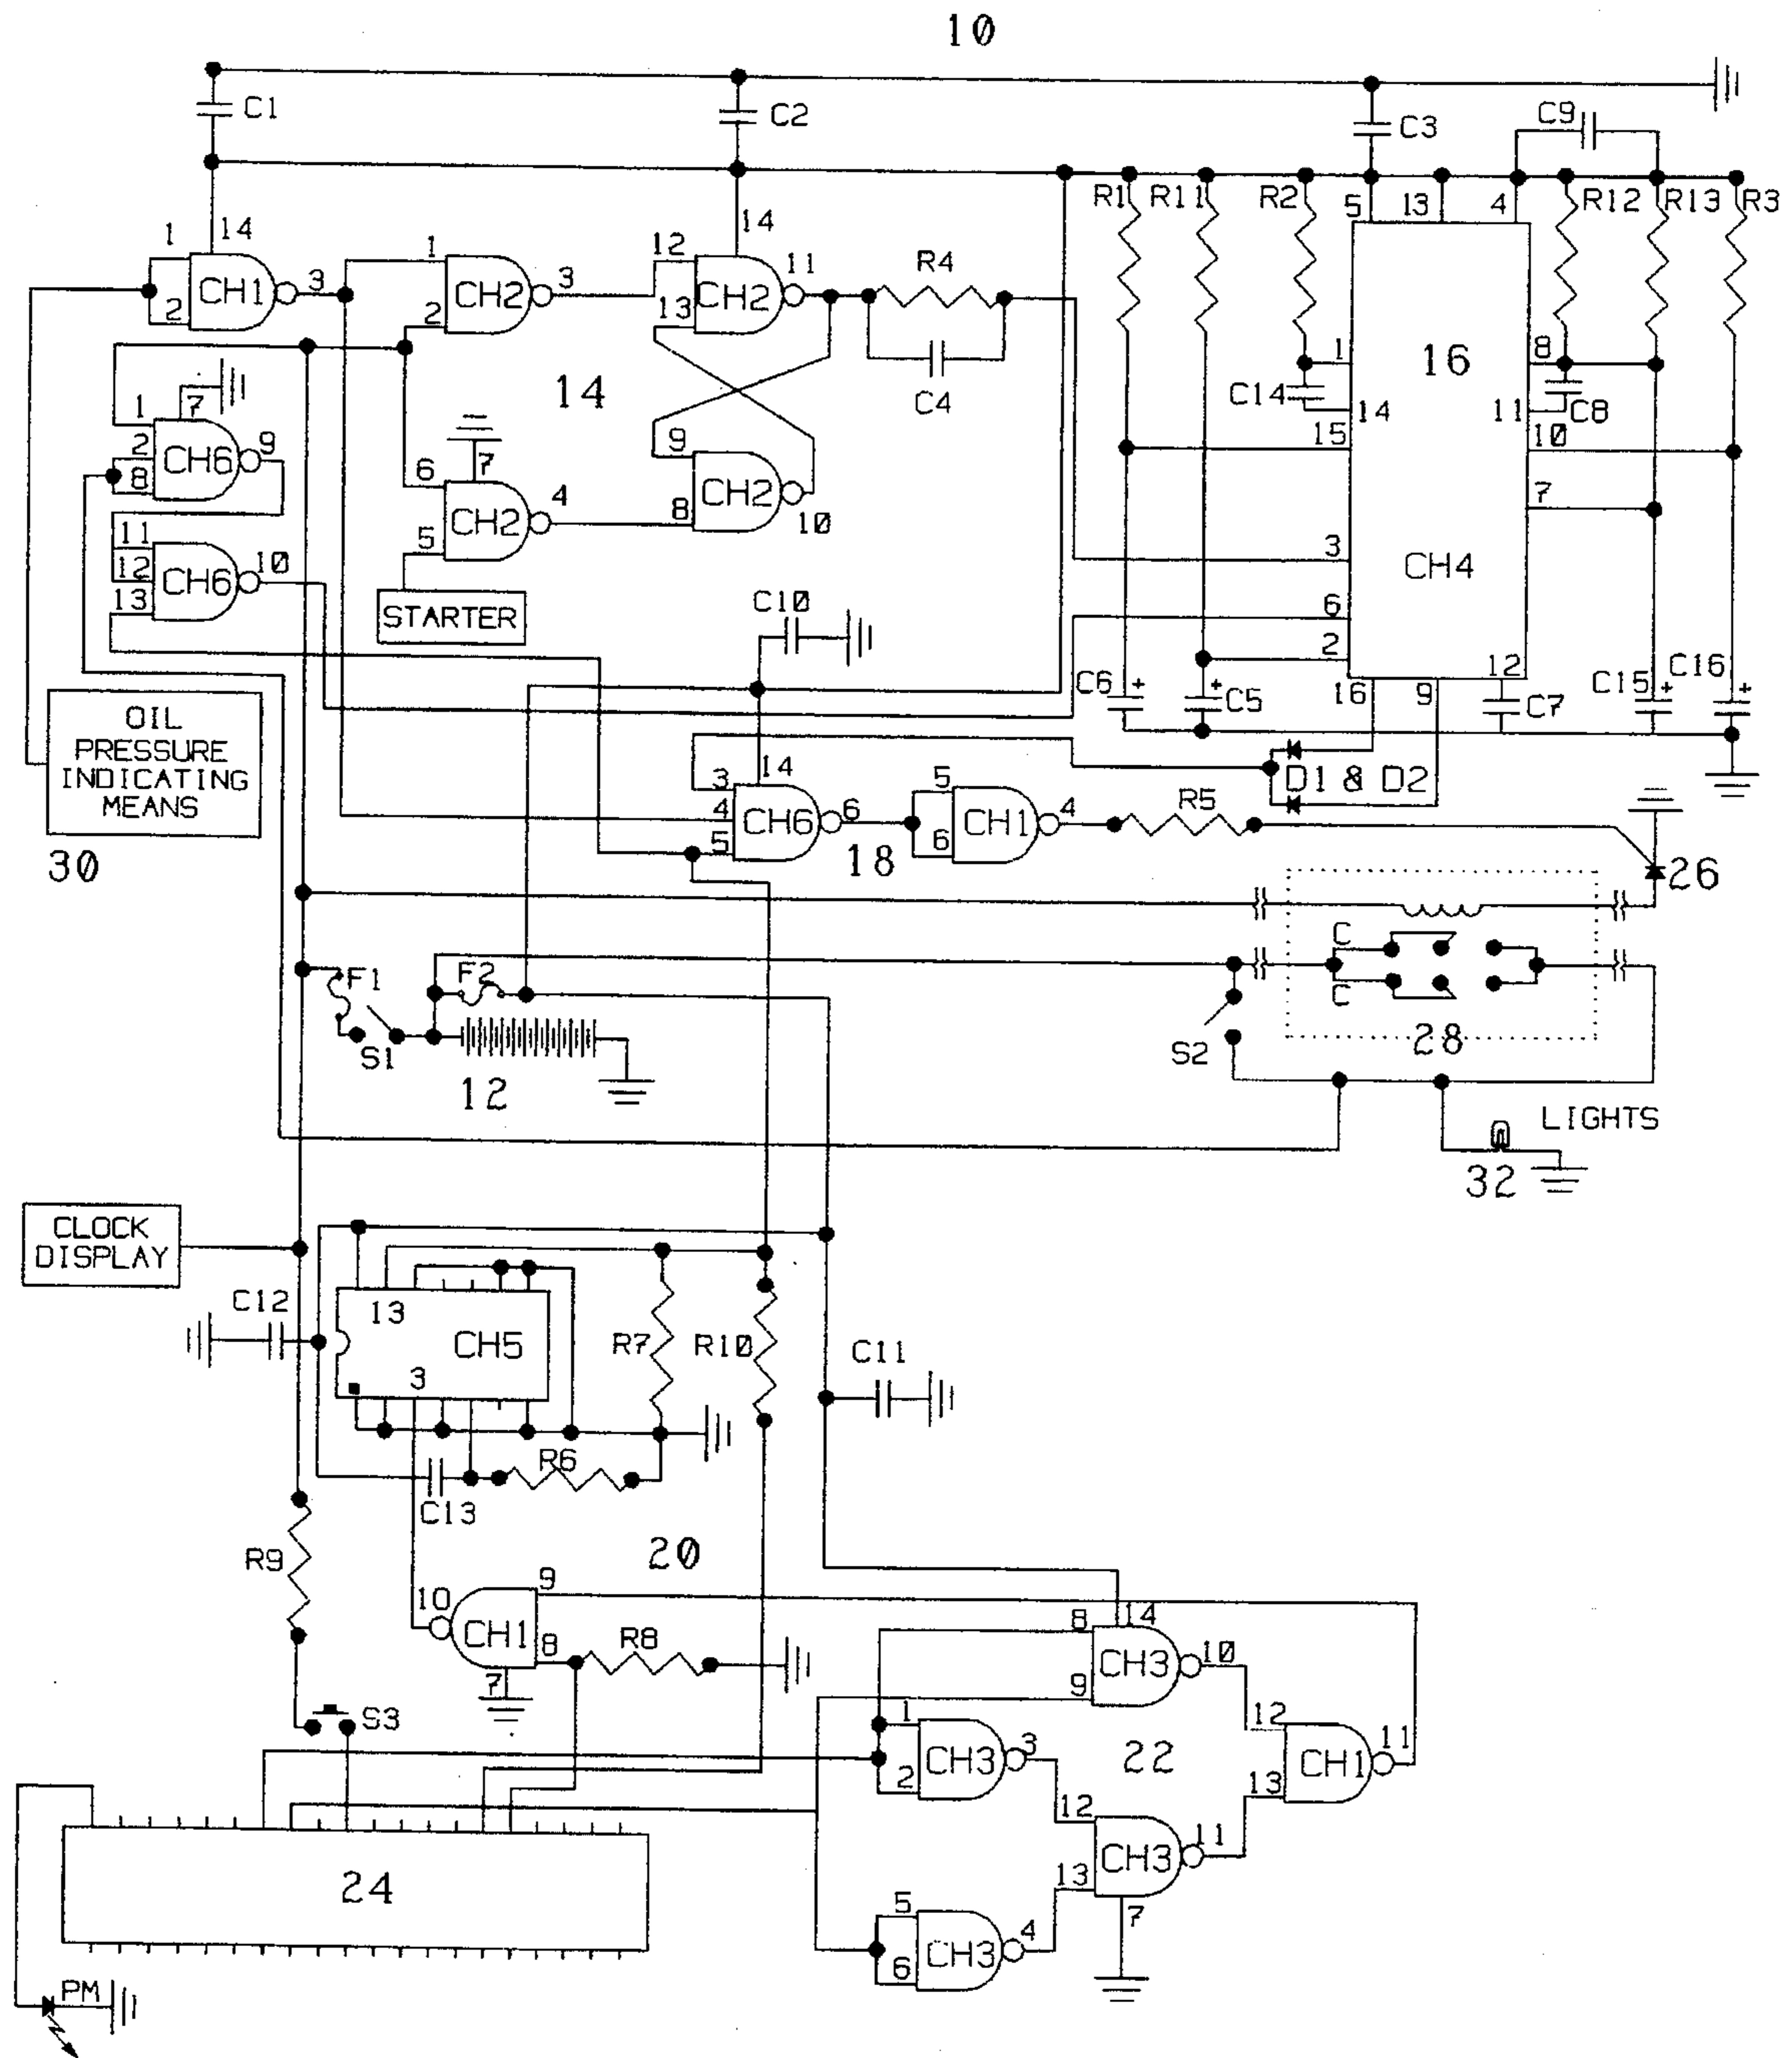 10
C1
C2
C3
C9
R1
R11
R2
5
13
4
R12
R13
R3
1
14
2
CH1
3
1
2
CH2
3
12
14
13
CH2
11
R4
C4
14
1
C14
14
15
16
8
11
C8
10
7
1
7
2
8
CH6
9
6
7
5
CH2
4
9
8
CH2
10
3
CH4
11
12
13
CH6
10
STARTER
C10
6
2
12
C6
+
+
C5
16
9
C7
C15
+
C16
+
OIL
PRESSURE
INDICATING
MEANS
30
3
14
4
5
CH6
6
18
5
6
CH1
4
R5
D1 & D2
26
F1
F2
S1
12
C
C
S2
28
LIGHTS
32
CLOCK
DISPLAY
C12
13
CH5
3
R7
R10
C11
R6
C13
R9
20
10
9
CH1
8
7
R8
S3
8
14
9
CH3
10
1
2
CH3
3
22
12
13
CH1
11
12
13
CH3
11
7
24
5
6
CH3
4
PM